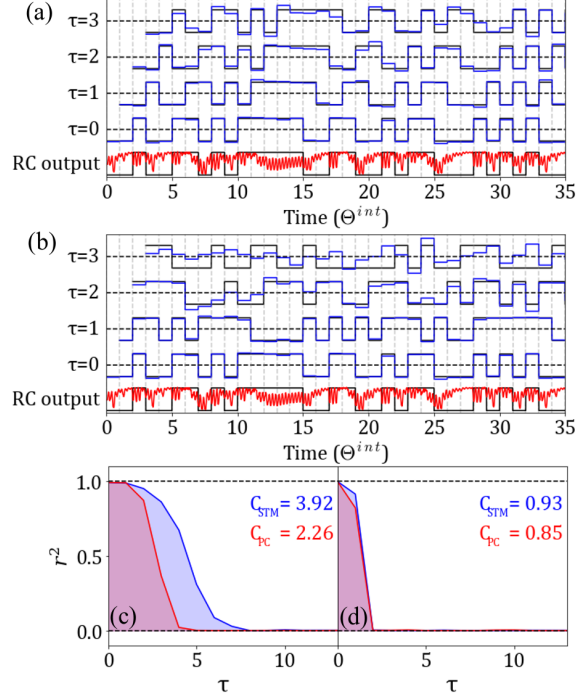 (a)
τ=3
τ=2
τ=1
τ=0
RC output
0 5 10 15 20 25 30 35
Time (Θ^int)
(b)
τ=3
τ=2
τ=1
τ=0
RC output
0 5 10 15 20 25 30 35
Time (Θ^int)
1.0
0.5
0.0
r²
C_STM = 3.92
C_PC = 2.26
(c)
0 5 10
τ
C_STM = 0.93
C_PC = 0.85
(d)
0 5 10
τ